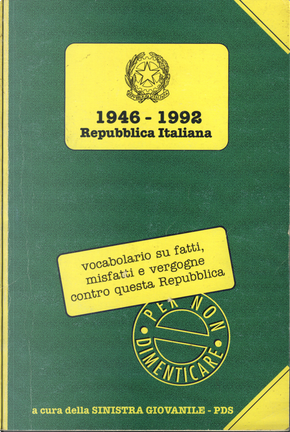 1946 - 1992
Repubblica Italiana
vocabolario su fatti,
misfatti e vergogne
contro questa Repubblica
PER NON
DIMENTICARE
a cura della SINISTRA GIOVANILE - PDS